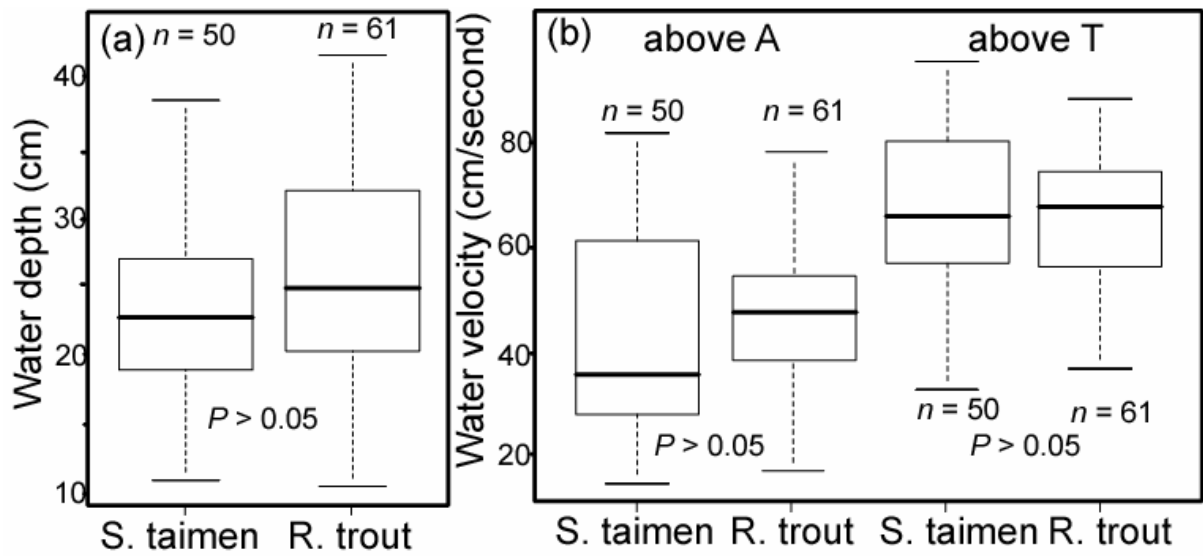 (a)
n = 50
n = 61
Water depth (cm)
40
30
20
10
P > 0.05
S. taimen
R. trout
(b)
above A
above T
Water velocity (cm/second)
80
60
40
20
n = 50
n = 61
n = 50
n = 61
P > 0.05
P > 0.05
S. taimen
R. trout
S. taimen
R. trout